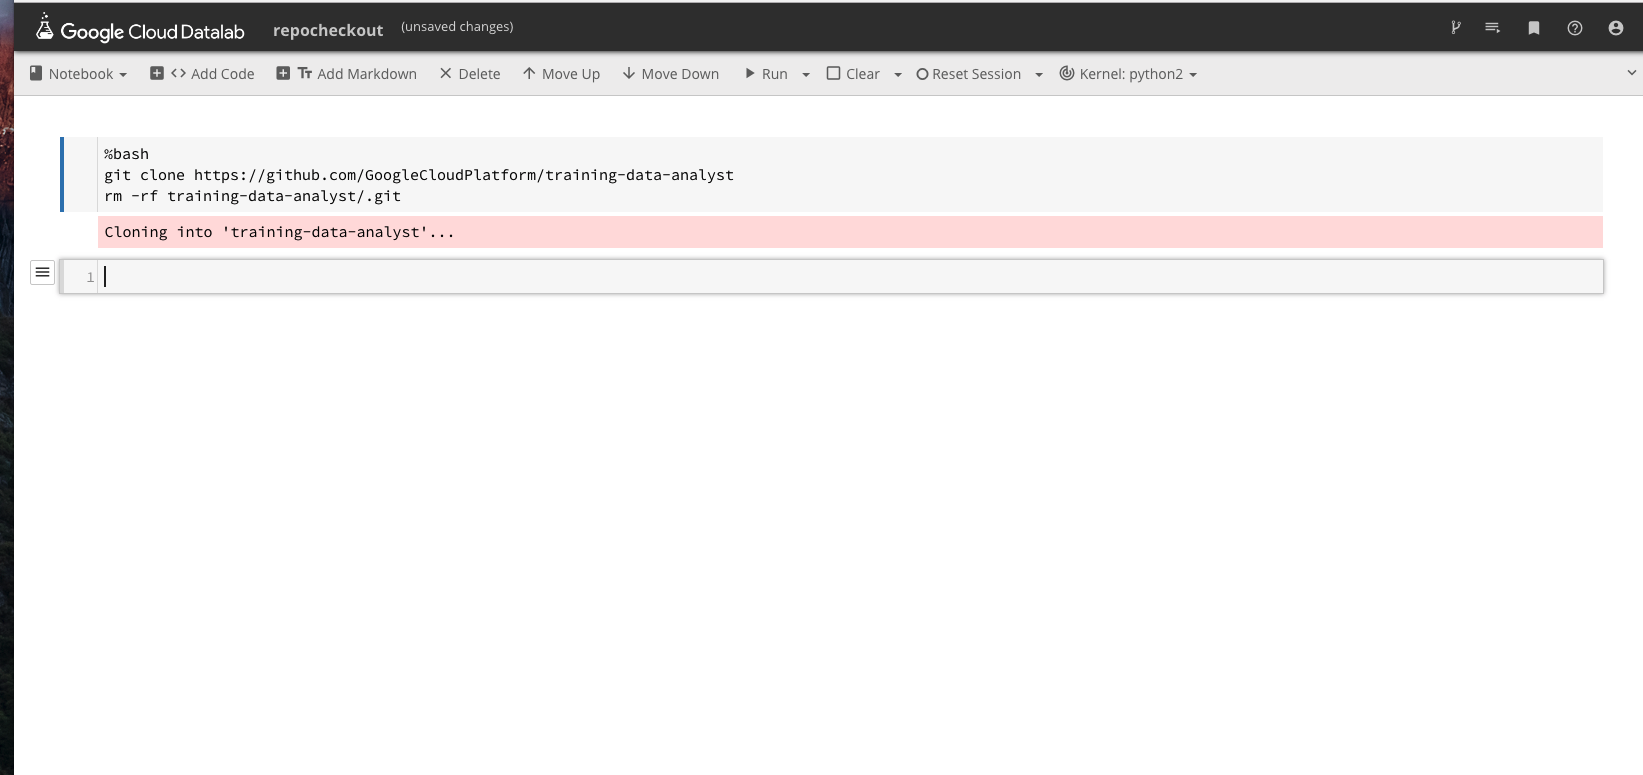 Google Cloud Datalab repocheckout (unsaved changes)
Notebook Add Code Add Markdown Delete Move Up Move Down Run Clear Reset Session Kernel: python2
%bash
git clone https://github.com/GoogleCloudPlatform/training-data-analyst
rm -rf training-data-analyst/.git
Cloning into 'training-data-analyst'...
1